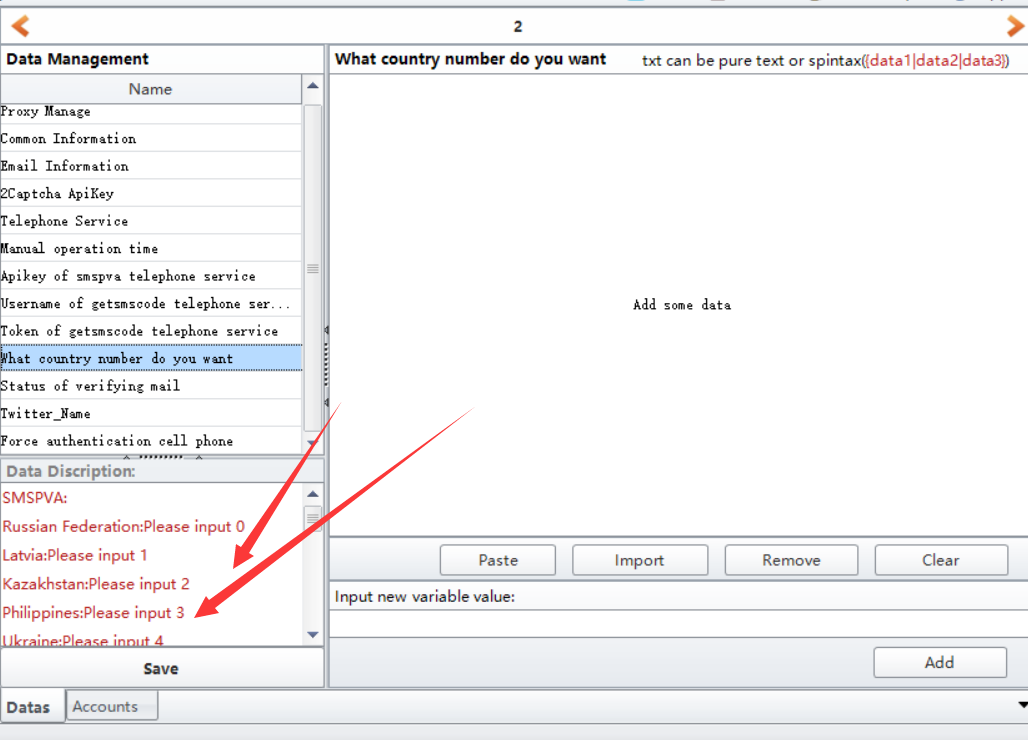 2
Data Management
What country number do you want
txt can be pure text or spintax({data1|data2|data3})
Name
Proxy Manage
Common Information
Email Information
2Captcha ApiKey
Telephone Service
Manual operation time
Apikey of smspva telephone service
Username of getsmscode telephone ser...
Token of getsmscode telephone service
What country number do you want
Status of verifying mail
Twitter_Name
Force authentication cell phone
Add some data
Data Discription:
SMSPVA:
Russian Federation:Please input 0
Latvia:Please input 1
Kazakhstan:Please input 2
Philippines:Please input 3
Ukraine:Please input 4
Paste
Import
Remove
Clear
Input new variable value:
Save
Add
Datas
Accounts